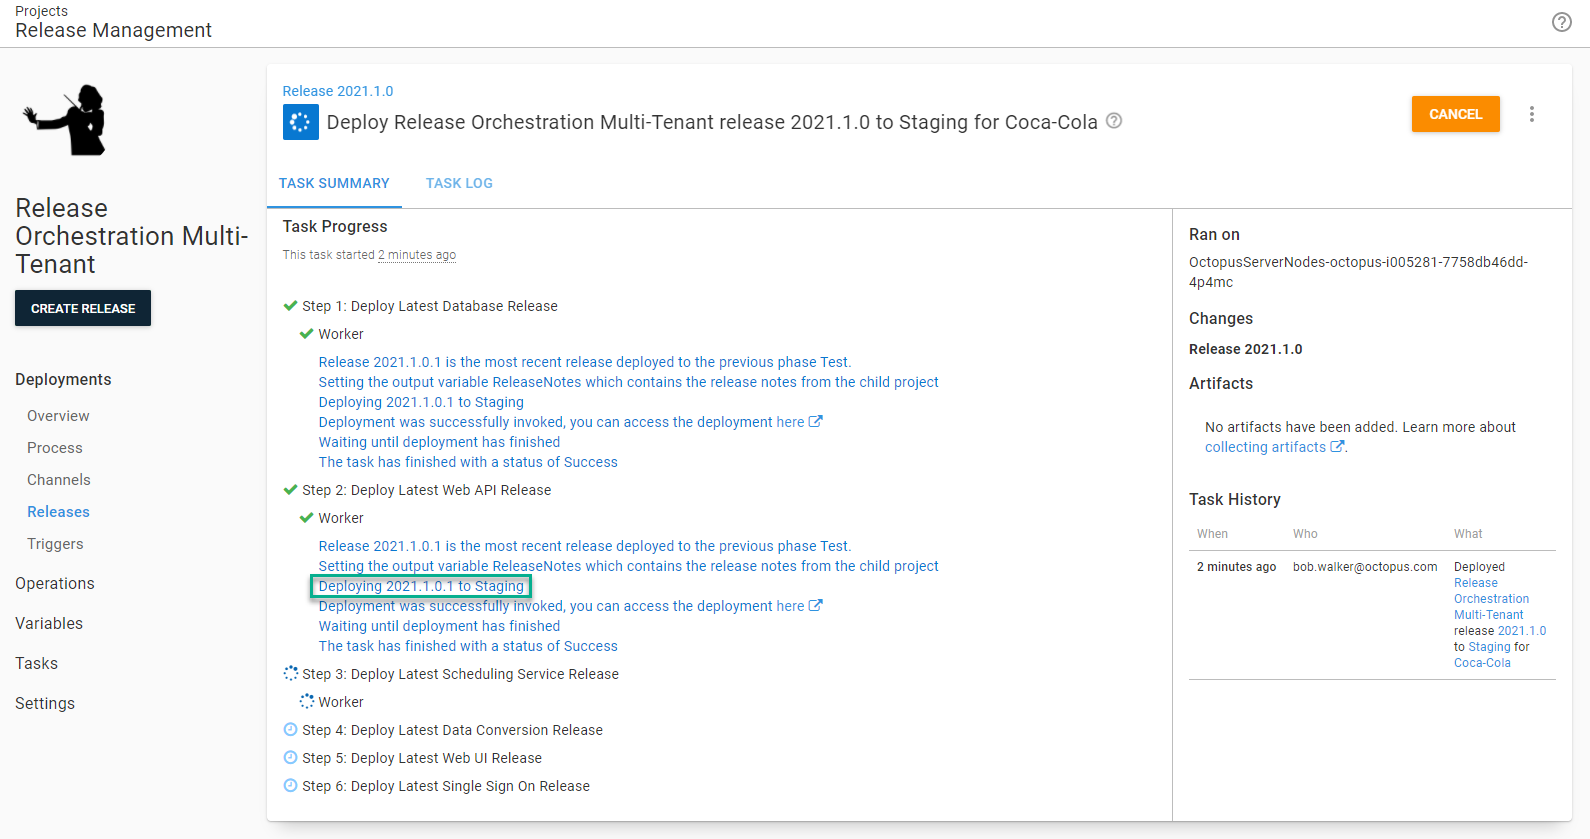 Projects
Release Management
Release
Orchestration Multi-
Tenant
CREATE RELEASE
Deployments
Overview
Process
Channels
Releases
Triggers
Operations
Variables
Tasks
Settings
Release 2021.1.0
Deploy Release Orchestration Multi-Tenant release 2021.1.0 to Staging for Coca-Cola
CANCEL
TASK SUMMARY
TASK LOG
Task Progress
This task started 2 minutes ago
Step 1: Deploy Latest Database Release
Worker
Release 2021.1.0.1 is the most recent release deployed to the previous phase Test.
Setting the output variable ReleaseNotes which contains the release notes from the child project
Deploying 2021.1.0.1 to Staging
Deployment was successfully invoked, you can access the deployment here
Waiting until deployment has finished
The task has finished with a status of Success
Step 2: Deploy Latest Web API Release
Worker
Release 2021.1.0.1 is the most recent release deployed to the previous phase Test.
Setting the output variable ReleaseNotes which contains the release notes from the child project
Deploying 2021.1.0.1 to Staging
Deployment was successfully invoked, you can access the deployment here
Waiting until deployment has finished
The task has finished with a status of Success
Step 3: Deploy Latest Scheduling Service Release
Worker
Step 4: Deploy Latest Data Conversion Release
Step 5: Deploy Latest Web UI Release
Step 6: Deploy Latest Single Sign On Release
Ran on
OctopusServerNodes-octopus-i005281-7758db46dd-
4p4mc
Changes
Release 2021.1.0
Artifacts
No artifacts have been added. Learn more about
collecting artifacts.
Task History
When Who What
2 minutes ago bob.walker@octopus.com Deployed
Release
Orchestration
Multi-Tenant
release 2021.1.0
to Staging for
Coca-Cola